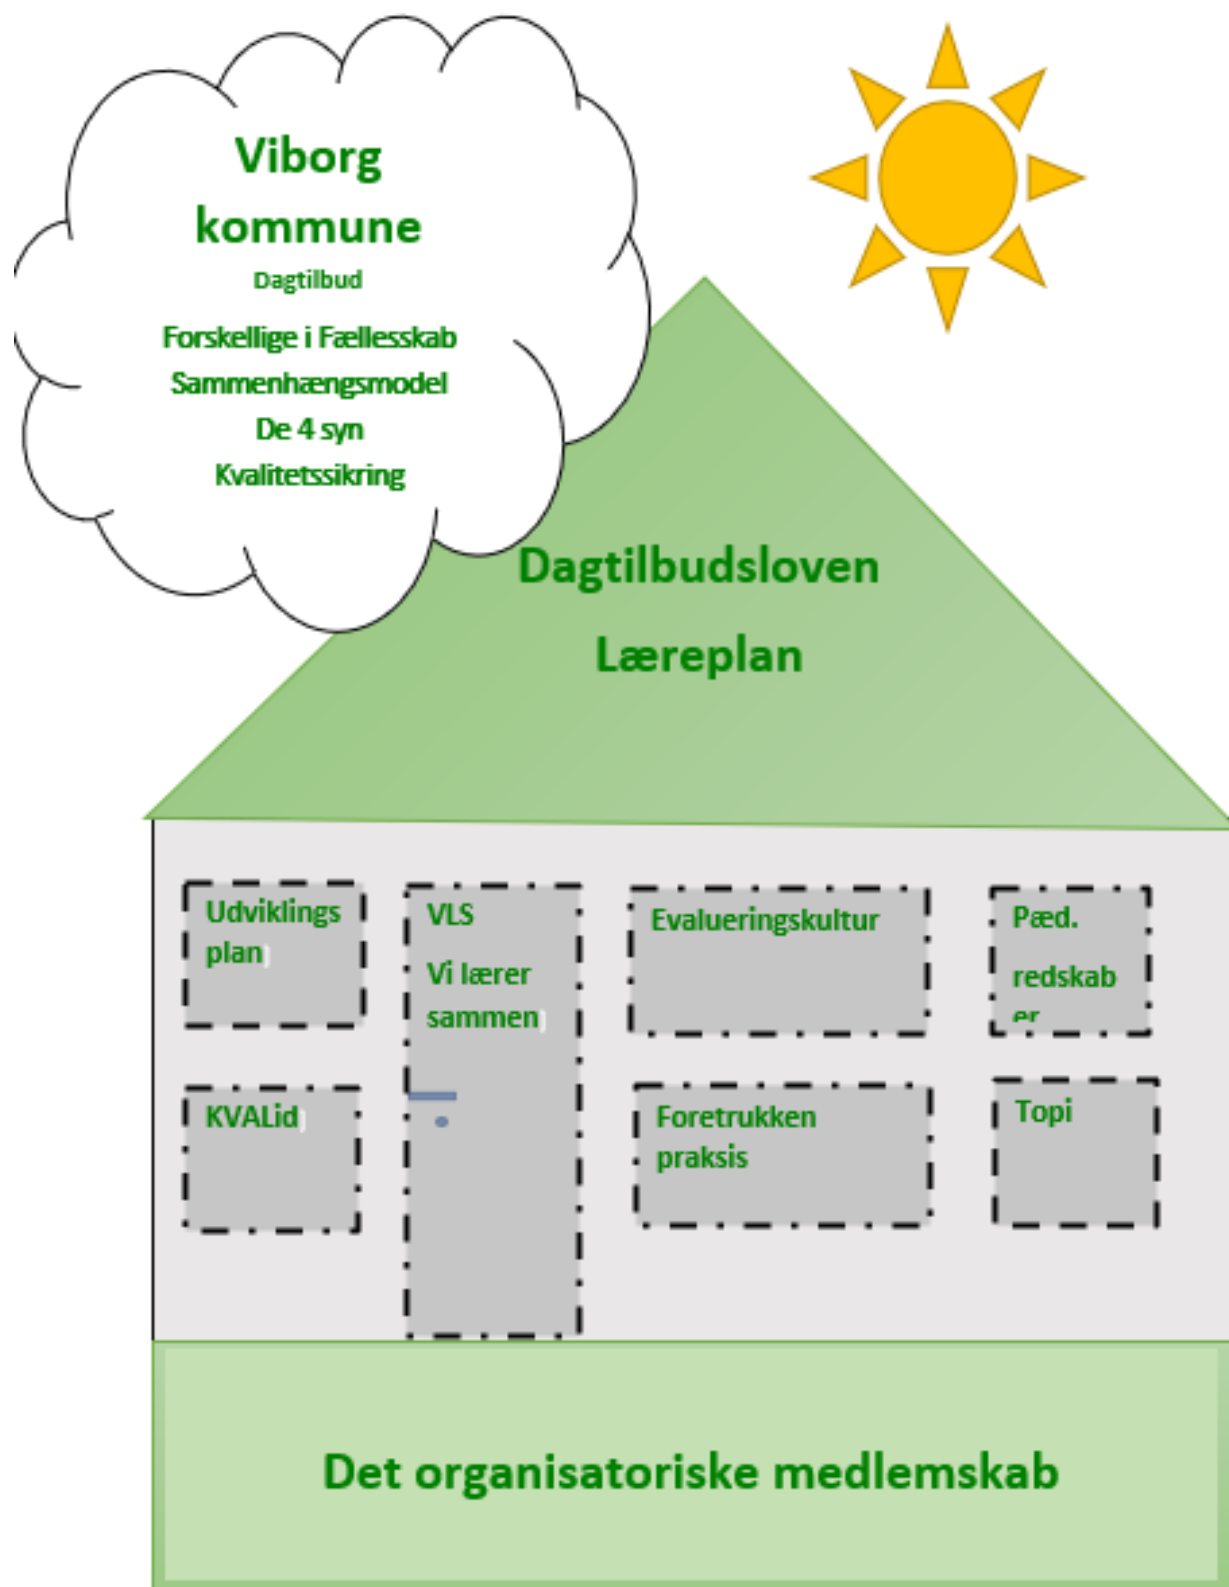 Viborg
kommune
Dagtilbud
Forskellige i Fællesskab
Sammenhængsmodel
De 4 syn
Kvalitetssikring
Dagtilbudsloven
Læreplan
Udviklings
plan
VLS
Vi lærer
sammen
Evalueringskultur
Pæd.
redskab
er
KVALid
Foretrukken
praksis
Topi
Det organisatoriske medlemskab